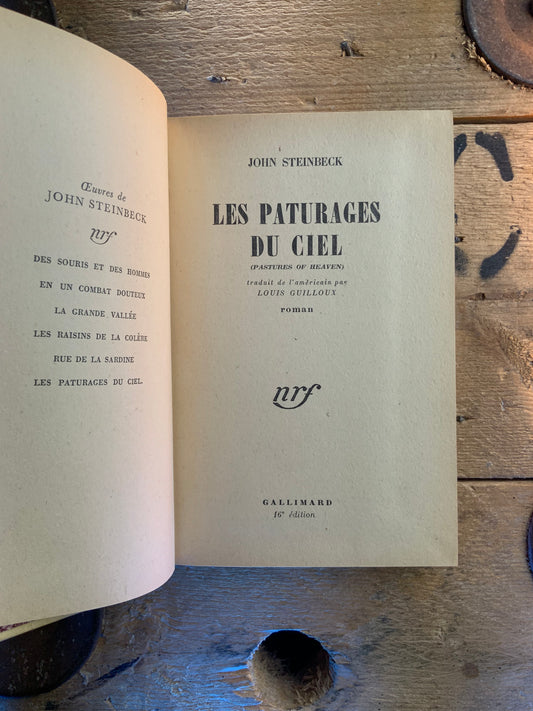 Œuvres de
JOHN STEINBECK
nrf
DES SOURIS ET DES HOMMES
EN UN COMBAT DOUTEUX
LA GRANDE VALLÉE
LES RAISINS DE LA COLÈRE
RUE DE LA SARDINE
LES PATURAGES DU CIEL.
JOHN STEINBECK
LES PATURAGES
DU CIEL
(PASTURES OF HEAVEN)
traduit de l'américain par
LOUIS GUILLOUX
roman
nrf
GALLIMARD
16e édition